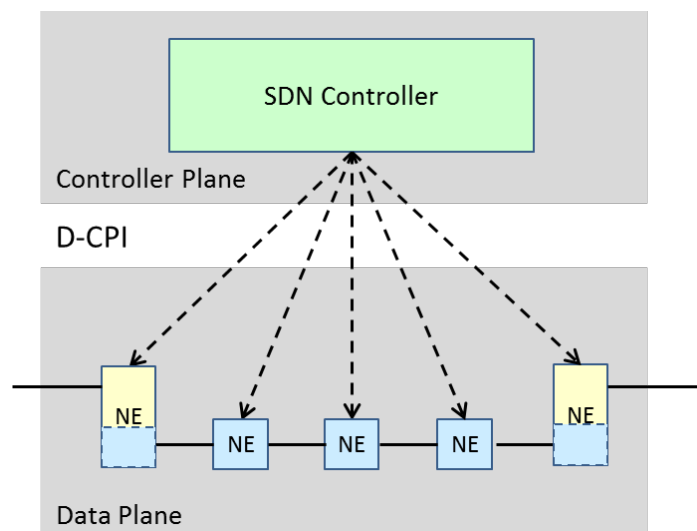 SDN Controller
Controller Plane
D-CPI
NE
NE
NE
NE
NE
Data Plane